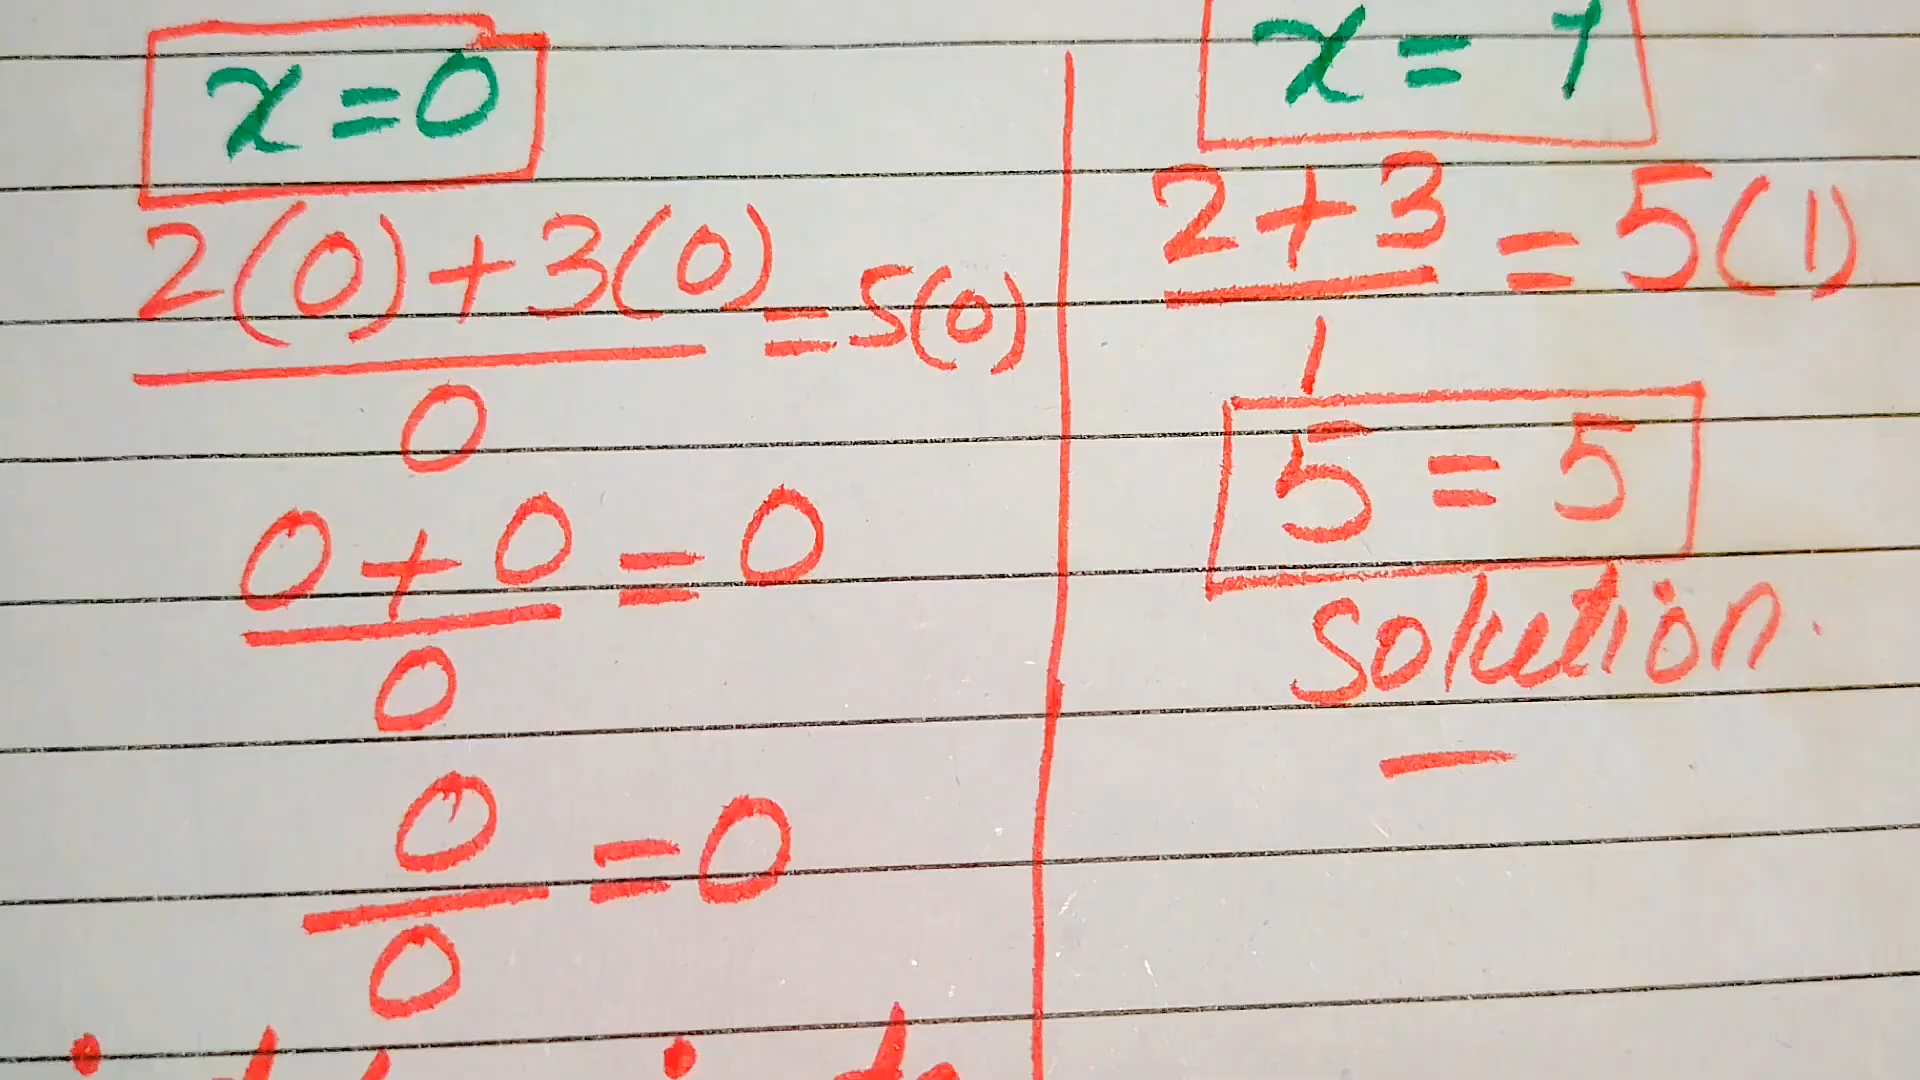 x=0
2(0)+3(0) = 5(0)
0
0+0 = 0
0
0 = 0
0
x = 1
2+3 = 5(1)
1
5 = 5
solution.